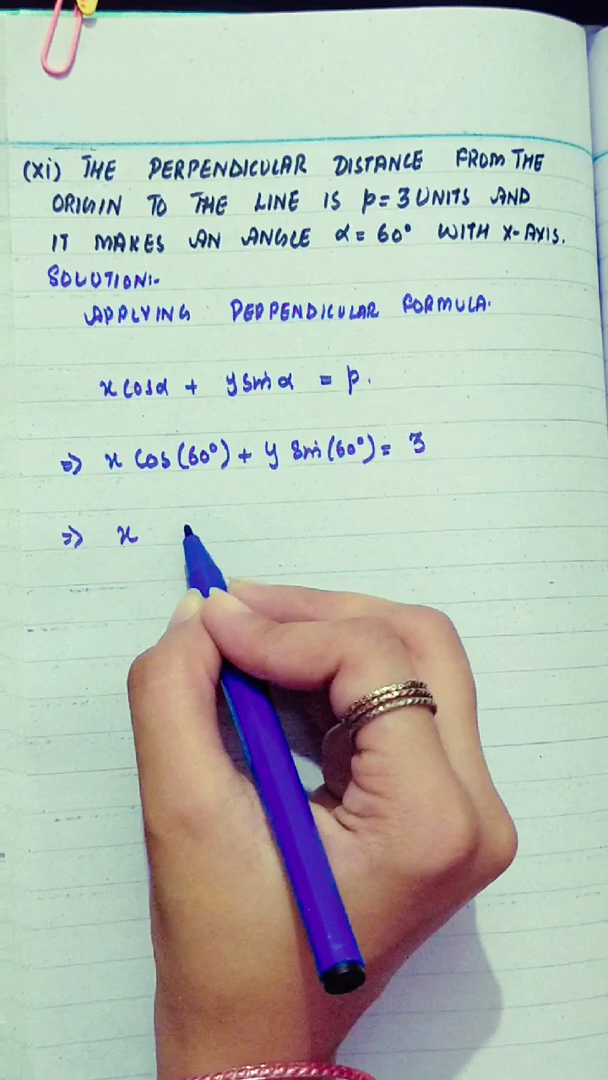 (xi) THE PERPENDICULAR DISTANCE FROM THE
ORIGIN TO THE LINE IS p=3 UNITS AND
IT MAKES AN ANGLE α=60° WITH X-AXIS.
SOLUTION:-
APPLYING PERPENDICULAR FORMULA.
x cosα + y sinα = p.
⇒ x cos(60°) + y sin(60°) = 3
⇒ x